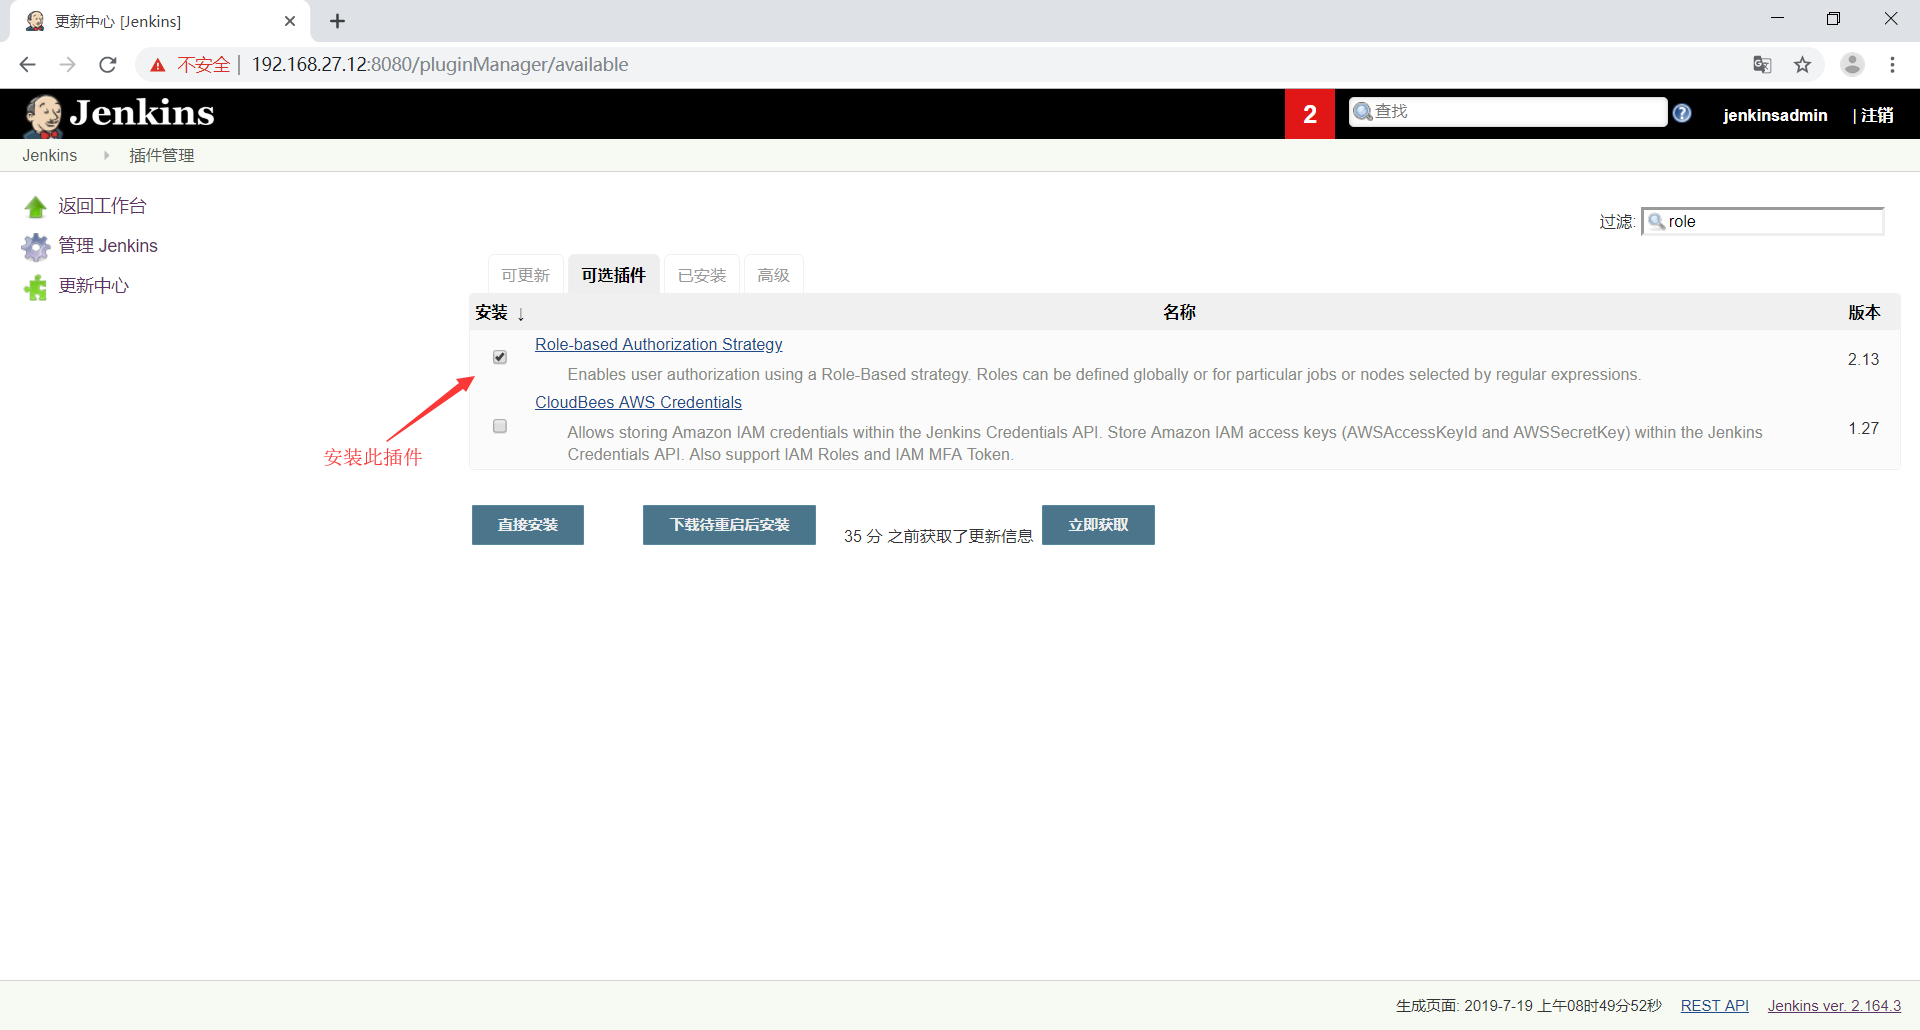 更新中心 [Jenkins]
不安全 | 192.168.27.12:8080/pluginManager/available
Jenkins
2
查找
jenkinsadmin
| 注销
Jenkins
插件管理
返回工作台
管理 Jenkins
更新中心
过滤: role
可更新
可选插件
已安装
高级
安装 ↓
名称
版本
Role-based Authorization Strategy
Enables user authorization using a Role-Based strategy. Roles can be defined globally or for particular jobs or nodes selected by regular expressions.
2.13
CloudBees AWS Credentials
Allows storing Amazon IAM credentials within the Jenkins Credentials API. Store Amazon IAM access keys (AWSAccessKeyId and AWSSecretKey) within the Jenkins
Credentials API. Also support IAM Roles and IAM MFA Token.
1.27
安装此插件
直接安装
下载待重启后安装
35 分 之前获取了更新信息
立即获取
生成页面: 2019-7-19 上午08时49分52秒
REST API
Jenkins ver. 2.164.3